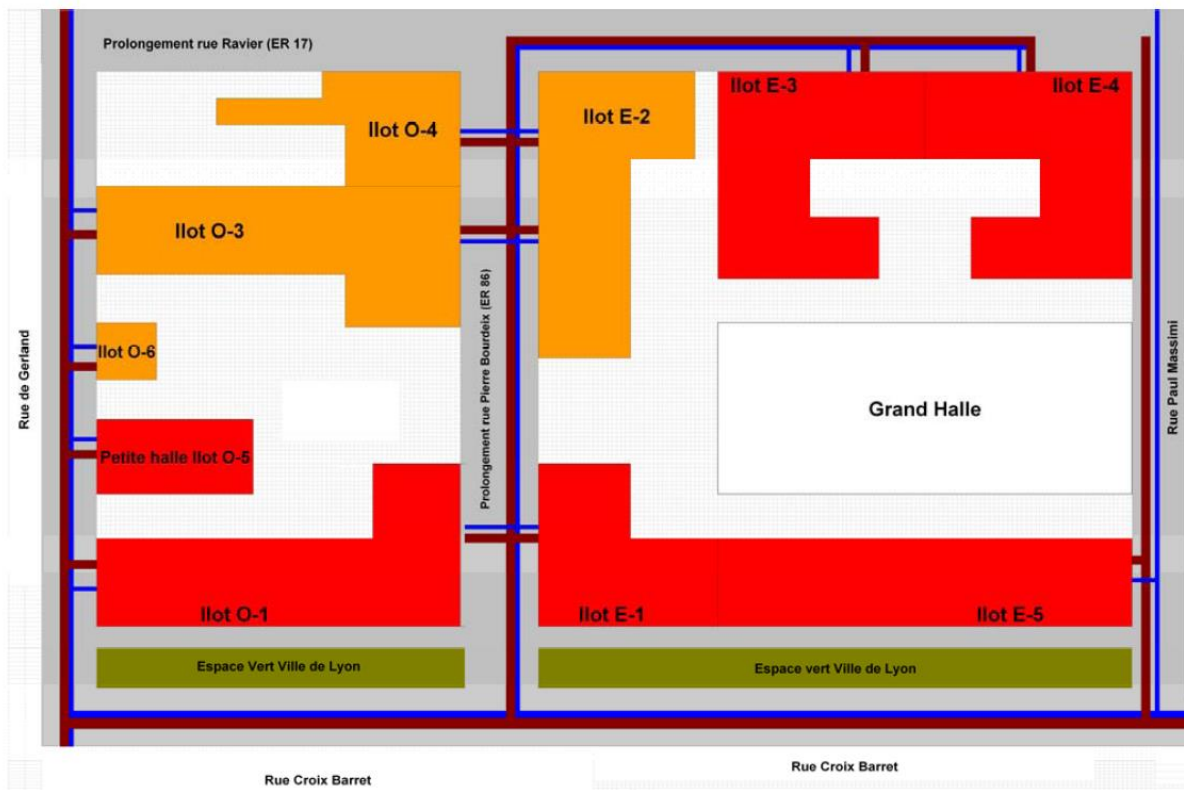 Prolongement rue Ravier (ER 17)
Ilot E-3
Ilot E-4
Ilot O-4
Ilot E-2
Ilot O-3
Ilot O-6
Rue de Gerland
Prolongement rue Pierre Bourdeix (ER 86)
Rue Paul Massimi
Grand Halle
Petite halle Ilot O-5
Ilot O-1
Ilot E-1
Ilot E-5
Espace Vert Ville de Lyon
Espace vert Ville de Lyon
Rue Croix Barret
Rue Croix Barret